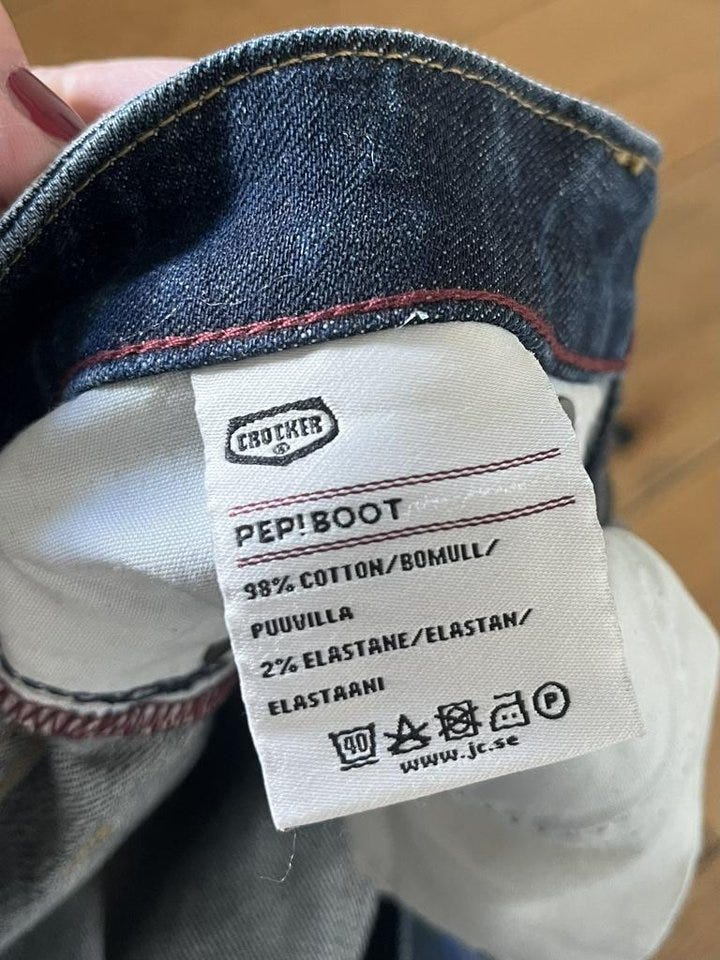 CROCKER
PEP!BOOT
98% COTTON/BOMULL/
PUUVILLA
2% ELASTANE/ELASTAN/
ELASTAANI
40 P
www.jc.se